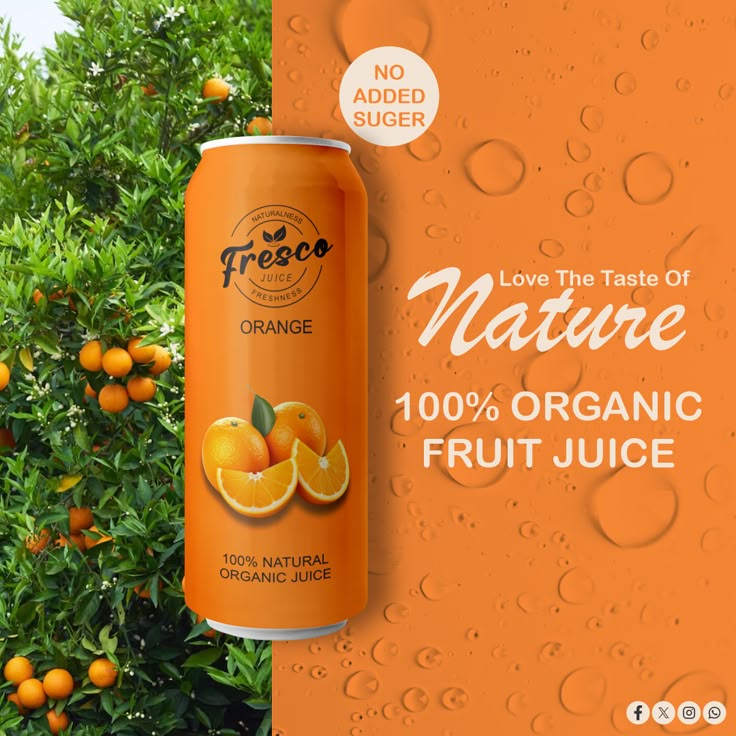 NO
ADDED
SUGER
NATURALNESS
Fresco
JUICE
FRESHNESS
ORANGE
100% NATURAL
ORGANIC JUICE
Love The Taste Of
Nature
100% ORGANIC
FRUIT JUICE